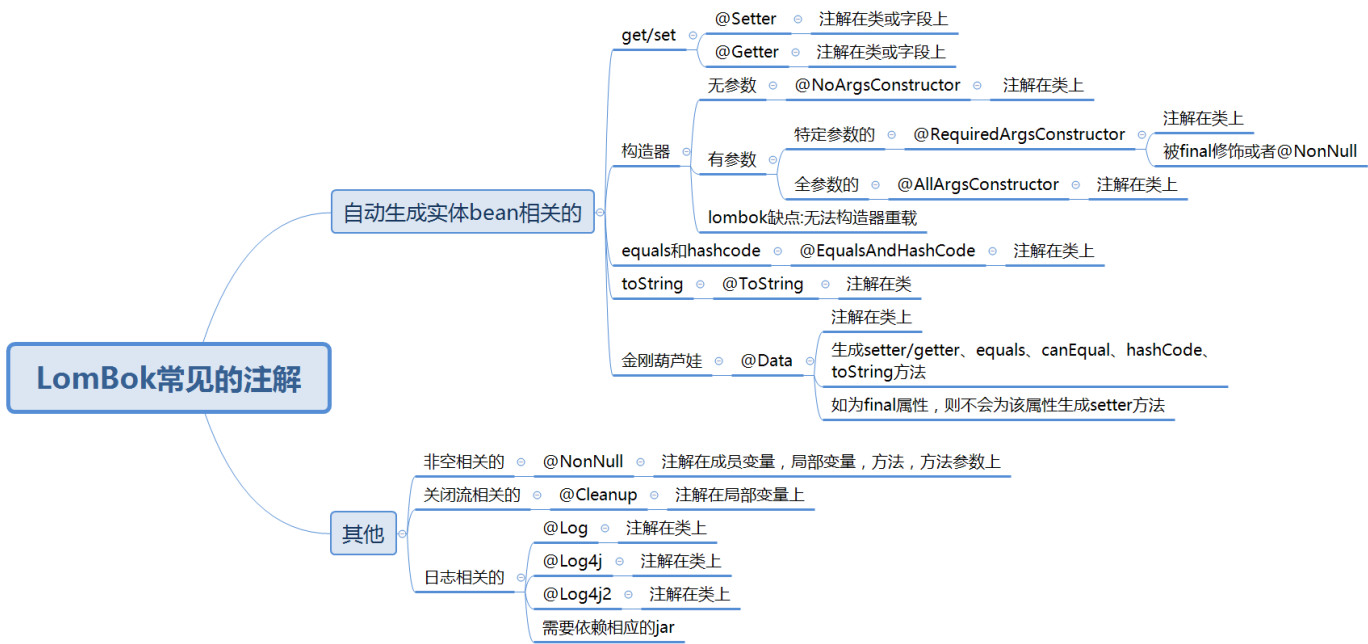 LomBok常见的注解
自动生成实体bean相关的
get/set
@Setter
注解在类或字段上
@Getter
注解在类或字段上
构造器
无参数
@NoArgsConstructor
注解在类上
有参数
特定参数的
@RequiredArgsConstructor
注解在类上
被final修饰或者@NonNull
全参数的
@AllArgsConstructor
注解在类上
lombok缺点:无法构造器重载
equals和hashcode
@EqualsAndHashCode
注解在类上
toString
@ToString
注解在类
金刚葫芦娃
@Data
注解在类上
生成setter/getter、equals、canEqual、hashCode、
toString方法
如为final属性，则不会为该属性生成setter方法
其他
非空相关的
@NonNull
注解在成员变量，局部变量，方法，方法参数上
关闭流相关的
@Cleanup
注解在局部变量上
日志相关的
@Log
注解在类上
@Log4j
注解在类上
@Log4j2
注解在类上
需要依赖相应的jar